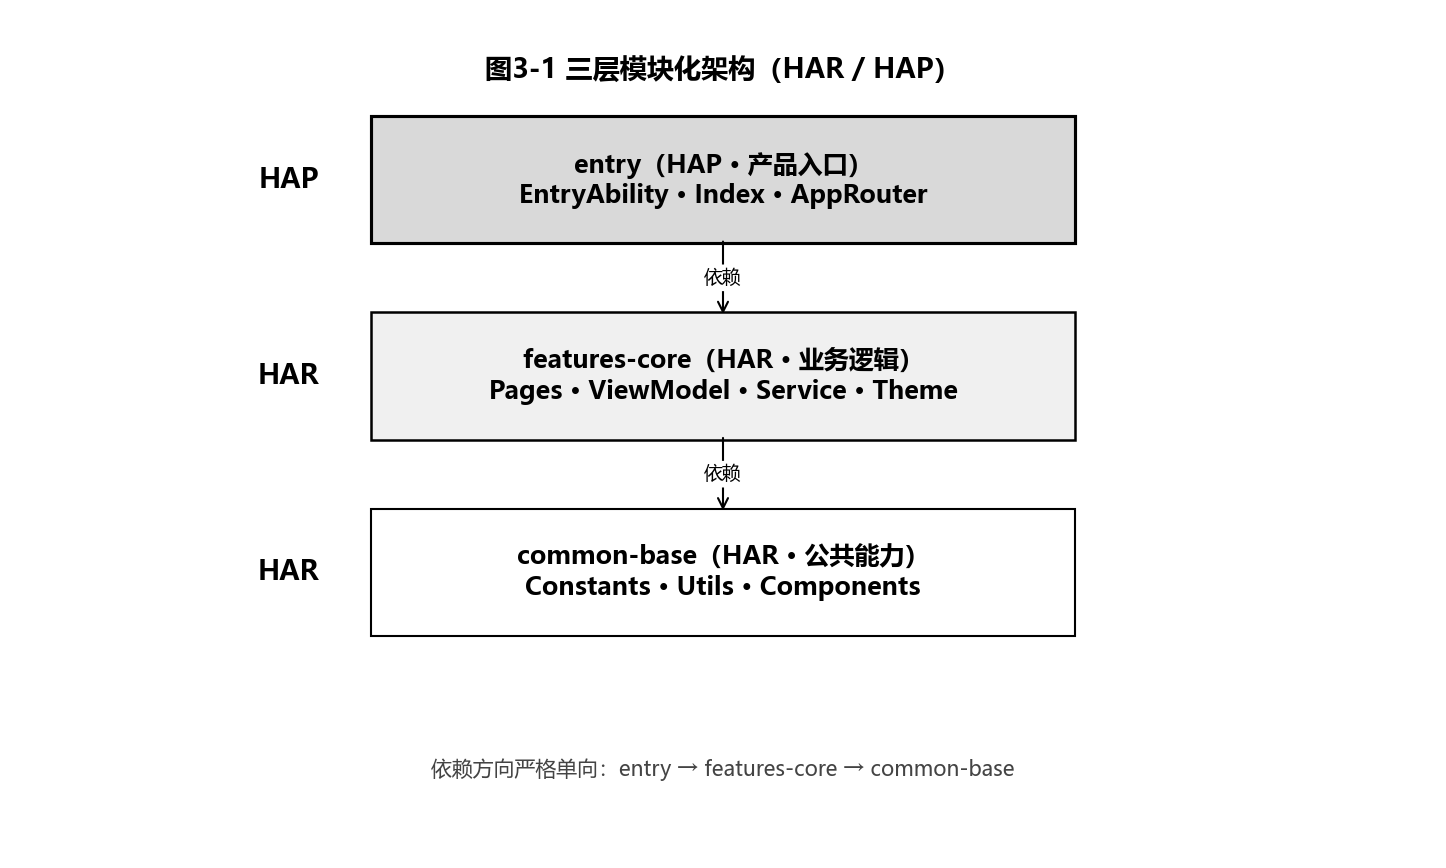 图3-1 三层模块化架构（HAR / HAP）
HAP
entry（HAP • 产品入口）
EntryAbility • Index • AppRouter
依赖
HAR
features-core（HAR • 业务逻辑）
Pages • ViewModel • Service • Theme
依赖
HAR
common-base（HAR • 公共能力）
Constants • Utils • Components
依赖方向严格单向：entry → features-core → common-base